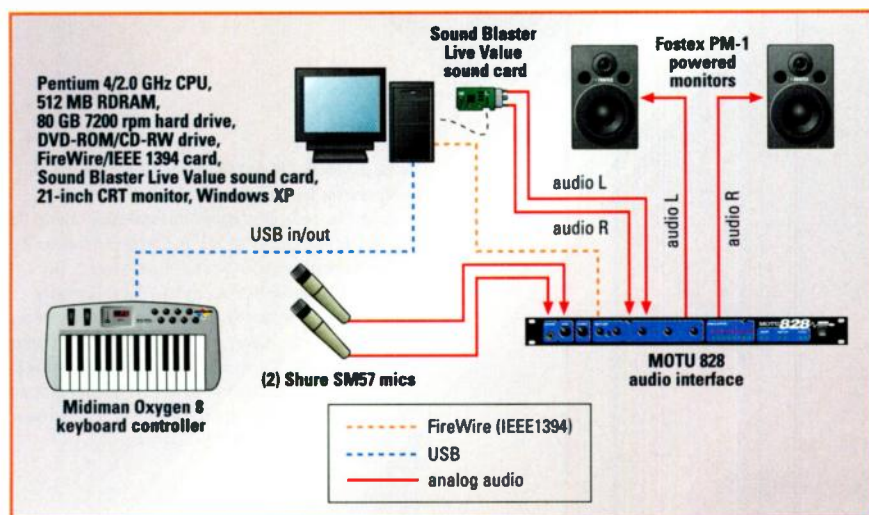 Sound Blaster
Live Value
sound card
Fostex PM-1
powered
monitors
Pentium 4/2.0 GHz CPU,
512 MB RDRAM,
80 GB 7200 rpm hard drive,
DVD-ROM/CD-RW drive,
FireWire/IEEE 1394 card,
Sound Blaster Live Value sound card,
21-inch CRT monitor, Windows XP
audio L
audio R
audio L
audio R
USB in/out
(2) Shure SM57 mics
MOTU 828
MOTU 828
audio interface
Midiman Oxygen 8
keyboard controller
FireWire (IEEE1394)
USB
analog audio